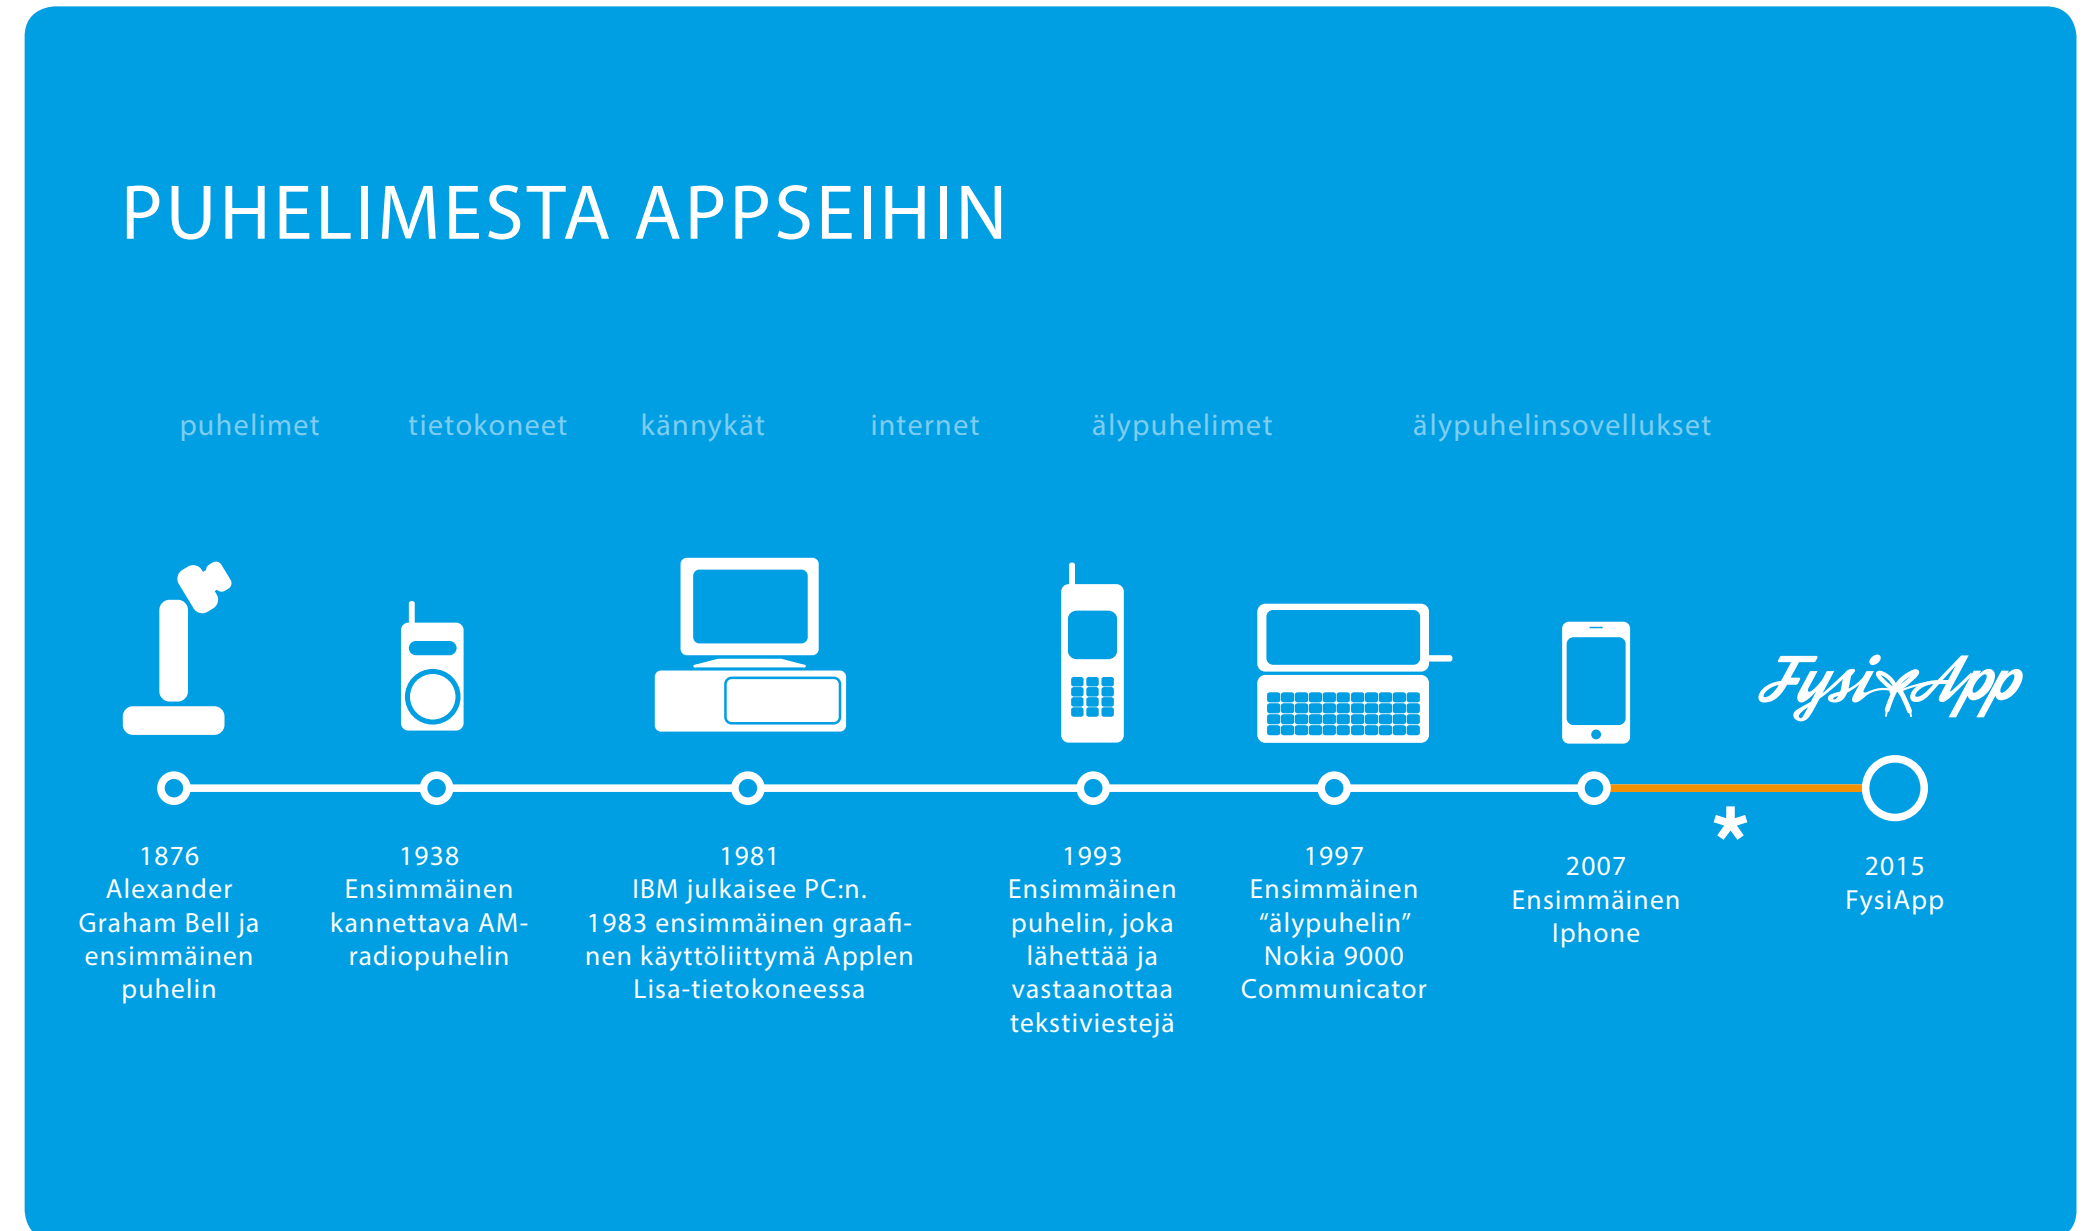 PUHELIMESTA APPSEIHIN
puhelimet tietokoneet kännykät internet älypuhelimet älypuhelinsovellukset
FysiApp
*
1876
Alexander
Graham Bell ja
ensimmäinen
puhelin
1938
Ensimmäinen
kannettava AM-
radiopuhelin
1981
IBM julkaisee PC:n.
1983 ensimmäinen graafi-
nen käyttöliittymä Applen
Lisa-tietokoneessa
1993
Ensimmäinen
puhelin, joka
lähettää ja
vastaanottaa
tekstiviestejä
1997
Ensimmäinen
“älypuhelin”
Nokia 9000
Communicator
2007
Ensimmäinen
Iphone
2015
FysiApp